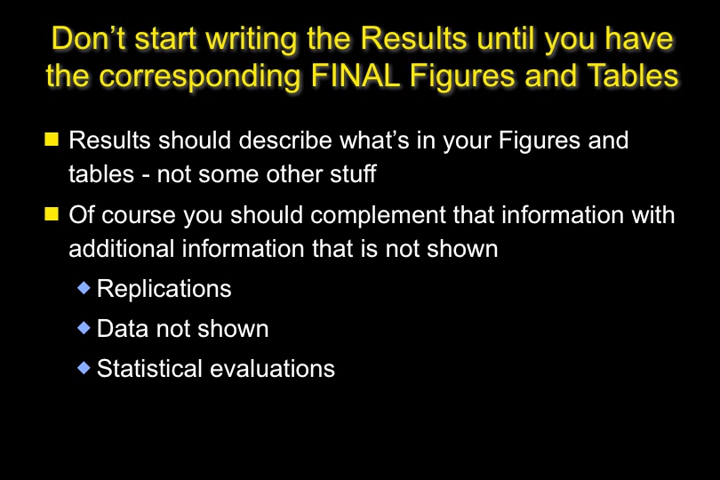 Don’t start writing the Results until you have
the corresponding FINAL Figures and Tables
Results should describe what’s in your Figures and
tables - not some other stuff
Of course you should complement that information with
additional information that is not shown
Replications
Data not shown
Statistical evaluations